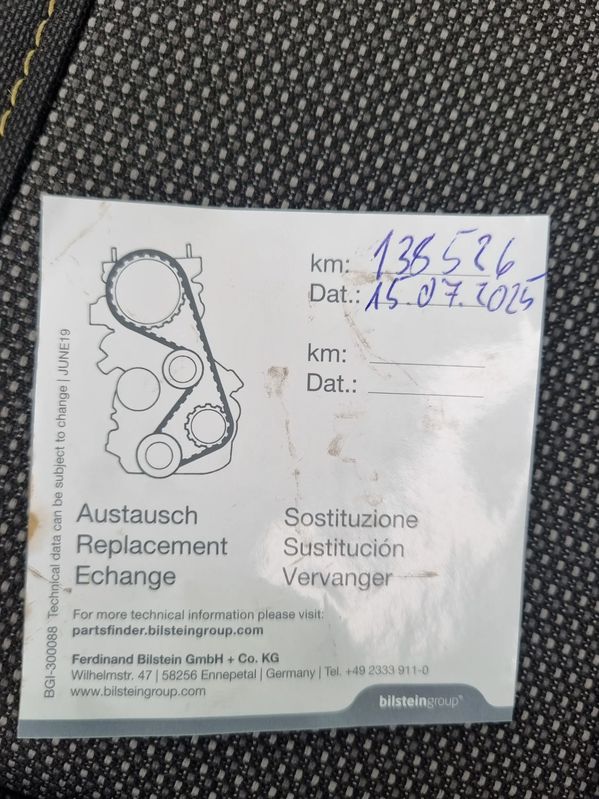 km: 138526
Dat.: 15.07.2025
km:
Dat.:
Austausch
Replacement
Echange
Sostituzione
Sustitución
Vervanger
For more technical information please visit:
partsfinder.bilsteingroup.com
Ferdinand Bilstein GmbH + Co. KG
Wilhelmstr. 47 | 58256 Ennepetal | Germany | Tel. +49 2333 911-0
www.bilsteingroup.com
bilsteingroup®
BGI-300088 Technical data can be subject to change | JUNE19